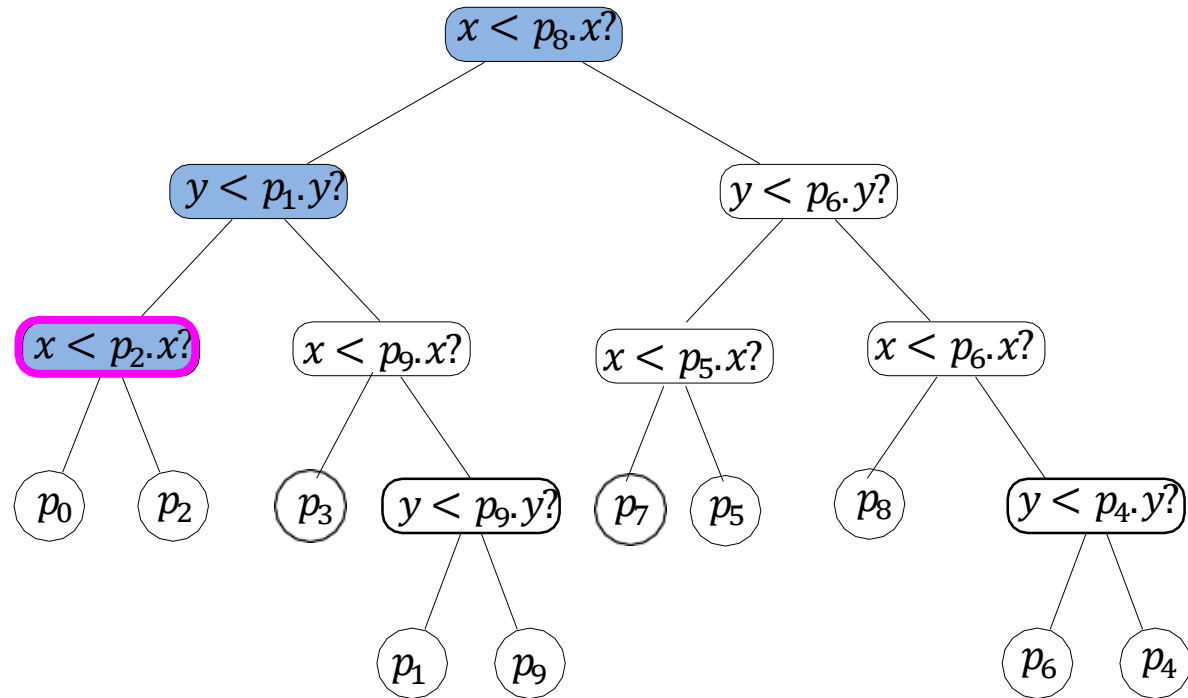 x < p₈.x?
y < p₁.y?
y < p₆.y?
x < p₂.x?
x < p₉.x?
x < p₅.x?
x < p₆.x?
p₀
p₂
p₃
y < p₉.y?
p₇
p₅
p₈
y < p₄.y?
p₁
p₉
p₆
p₄